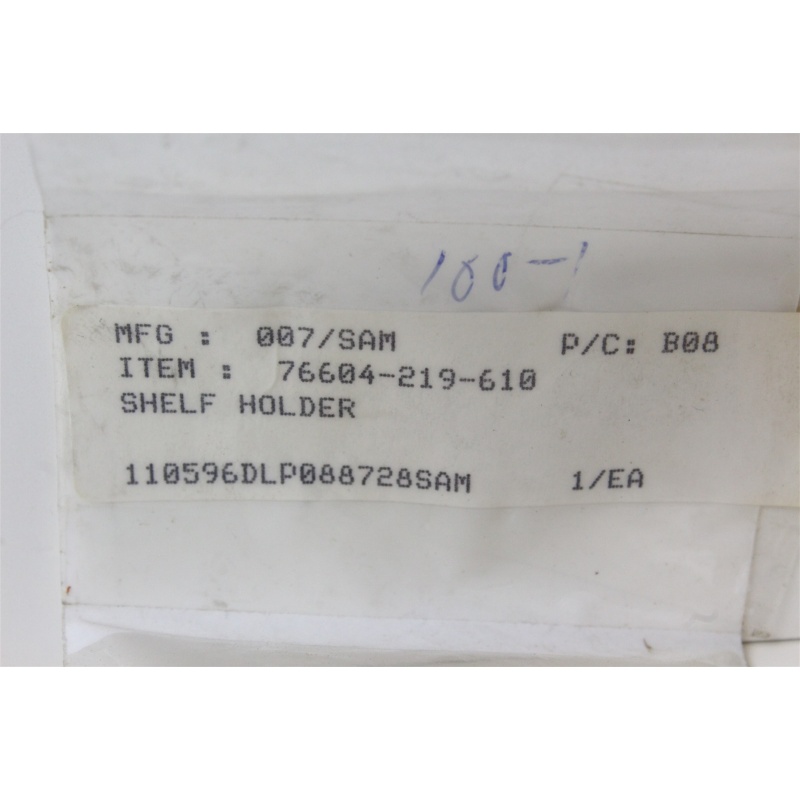 100-1
MFG : 007/SAM P/C: B08
ITEM : 76604-219-610
SHELF HOLDER
110596DLP088728SAM 1/EA